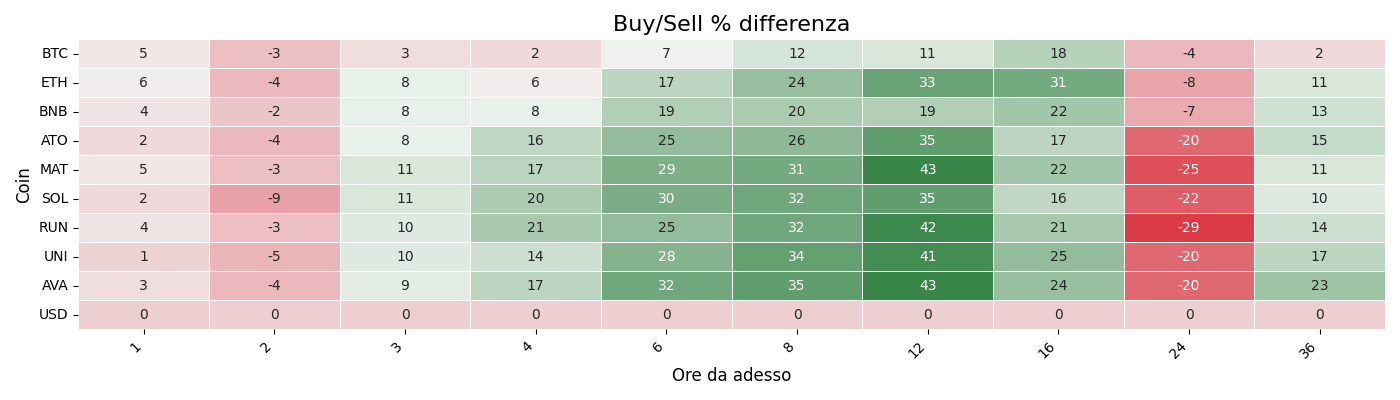 Buy/Sell % differenza
Coin
BTC 5 -3 3 2 7 12 11 18 -4 2
ETH 6 -4 8 6 17 24 33 31 -8 11
BNB 4 -2 8 8 19 20 19 22 -7 13
ATO 2 -4 8 16 25 26 35 17 -20 15
MAT 5 -3 11 17 29 31 43 22 -25 11
SOL 2 -9 11 20 30 32 35 16 -22 10
RUN 4 -3 10 21 25 32 42 21 -29 14
UNI 1 -5 10 14 28 34 41 25 -20 17
AVA 3 -4 9 17 32 35 43 24 -20 23
USD 0 0 0 0 0 0 0 0 0 0
1 2 3 4 6 8 12 16 24 36
Ore da adesso